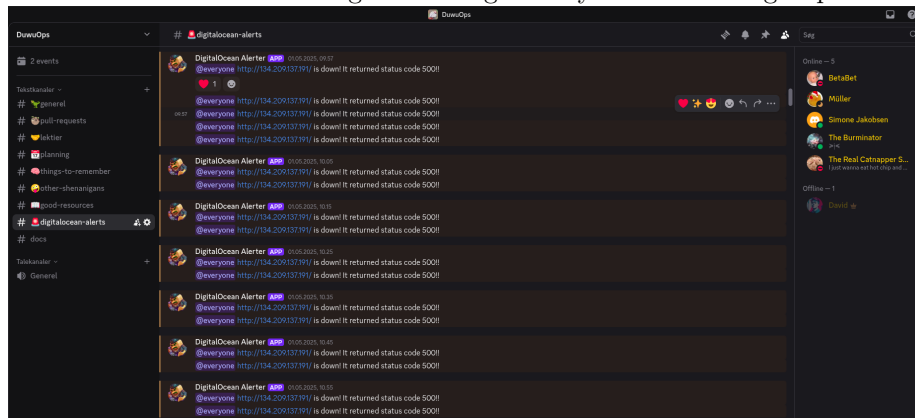 DuwuOps
DuwuOps
# 🚨digitalocean-alerts
Søg
2 events
Tekstkanaler
# 🦖generel
# 🥁pull-requests
# 🤝lektier
# 📅planning
# 🧠things-to-remember
# 🤪other-shenanigans
# 📖good-resources
# 🚨digitalocean-alerts
# docs
Talekanaler
Generel
DigitalOcean Alerter APP 01.05.2025, 09.57
@everyone http://134.209.137.191/ is down! It returned status code 500!!
❤️ 1
@everyone http://134.209.137.191/ is down! It returned status code 500!!
09.57 @everyone http://134.209.137.191/ is down! It returned status code 500!!
@everyone http://134.209.137.191/ is down! It returned status code 500!!
@everyone http://134.209.137.191/ is down! It returned status code 500!!
DigitalOcean Alerter APP 01.05.2025, 10.05
@everyone http://134.209.137.191/ is down! It returned status code 500!!
@everyone http://134.209.137.191/ is down! It returned status code 500!!
DigitalOcean Alerter APP 01.05.2025, 10.15
@everyone http://134.209.137.191/ is down! It returned status code 500!!
@everyone http://134.209.137.191/ is down! It returned status code 500!!
DigitalOcean Alerter APP 01.05.2025, 10.25
@everyone http://134.209.137.191/ is down! It returned status code 500!!
@everyone http://134.209.137.191/ is down! It returned status code 500!!
DigitalOcean Alerter APP 01.05.2025, 10.35
@everyone http://134.209.137.191/ is down! It returned status code 500!!
@everyone http://134.209.137.191/ is down! It returned status code 500!!
DigitalOcean Alerter APP 01.05.2025, 10.45
@everyone http://134.209.137.191/ is down! It returned status code 500!!
@everyone http://134.209.137.191/ is down! It returned status code 500!!
DigitalOcean Alerter APP 01.05.2025, 10.55
@everyone http://134.209.137.191/ is down! It returned status code 500!!
@everyone http://134.209.137.191/ is down! It returned status code 500!!
Online – 5
BetaBet
Müller
Simone Jakobsen
The Burminator
The Real Catnapper S...
I just wanna eat hot chip and ...
Offline – 1
David